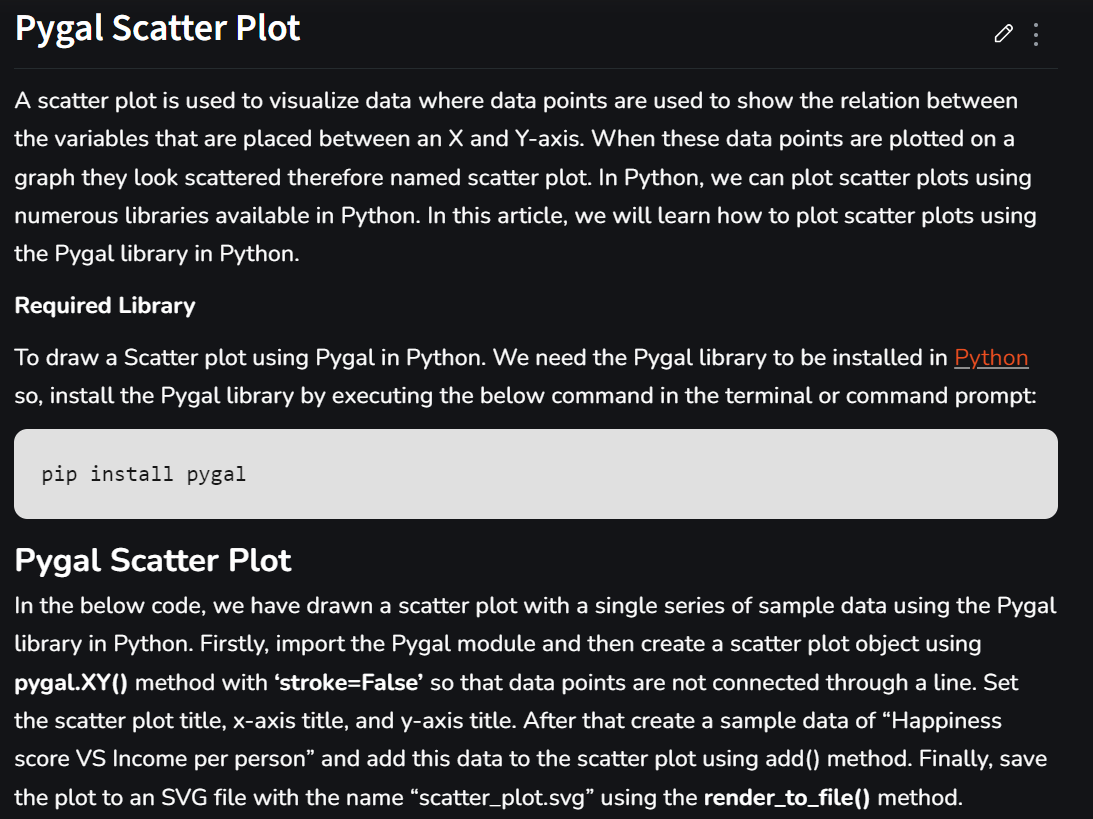 Pygal Scatter Plot
A scatter plot is used to visualize data where data points are used to show the relation between
the variables that are placed between an X and Y-axis. When these data points are plotted on a
graph they look scattered therefore named scatter plot. In Python, we can plot scatter plots using
numerous libraries available in Python. In this article, we will learn how to plot scatter plots using
the Pygal library in Python.
Required Library
To draw a Scatter plot using Pygal in Python. We need the Pygal library to be installed in Python
so, install the Pygal library by executing the below command in the terminal or command prompt:
pip install pygal
Pygal Scatter Plot
In the below code, we have drawn a scatter plot with a single series of sample data using the Pygal
library in Python. Firstly, import the Pygal module and then create a scatter plot object using
pygal.XY() method with ‘stroke=False’ so that data points are not connected through a line. Set
the scatter plot title, x-axis title, and y-axis title. After that create a sample data of “Happiness
score VS Income per person” and add this data to the scatter plot using add() method. Finally, save
the plot to an SVG file with the name “scatter_plot.svg” using the render_to_file() method.